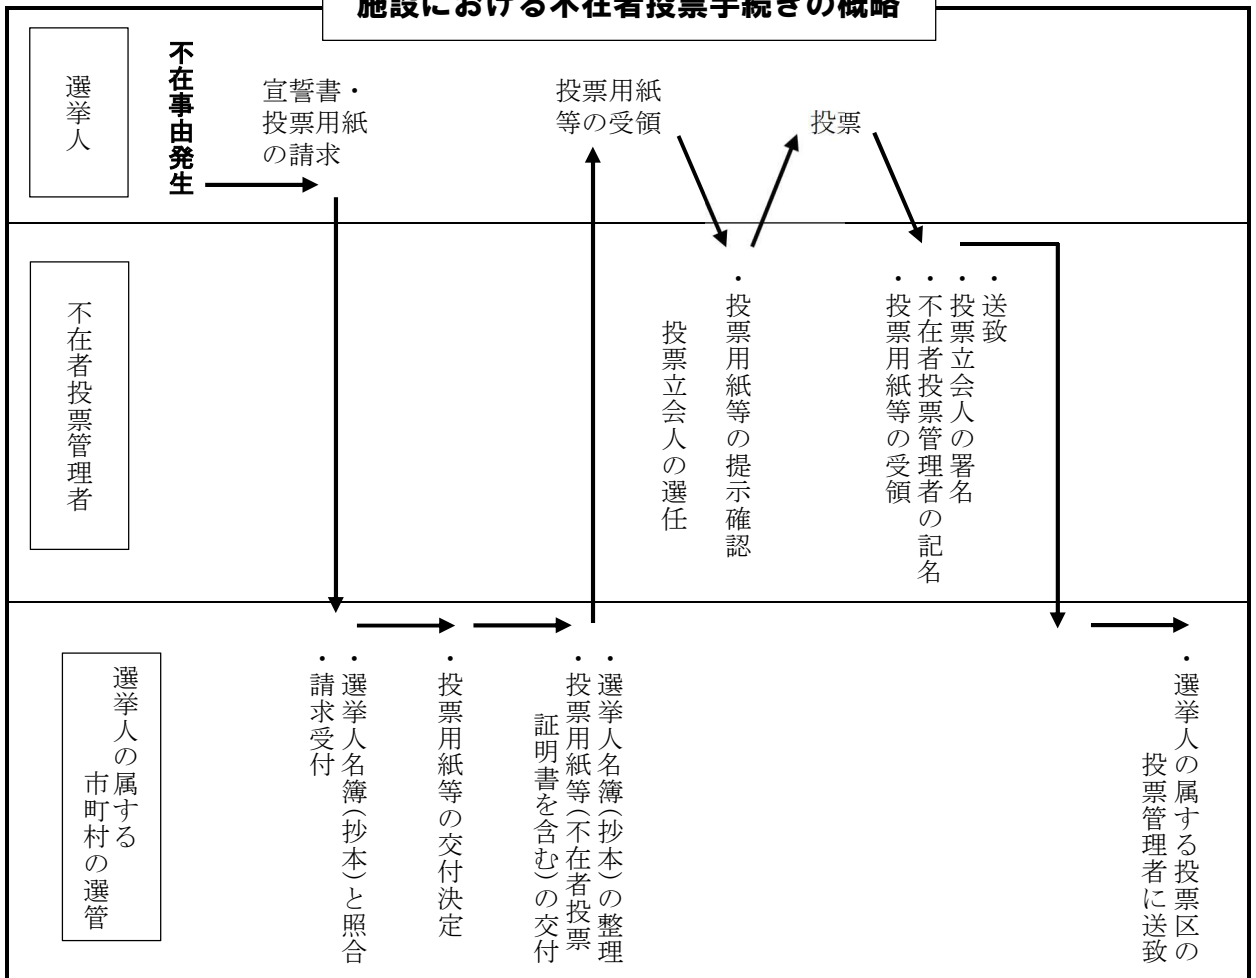 施設における不在者投票手続きの概略
選挙人
不在事由発生
宣誓書・
投票用紙
の請求
投票用紙
等の受領
投票
不在者投票管理者
投票立会人の選任
・投票用紙等の提示確認
・投票用紙等の受領
・不在者投票管理者の記名
・投票立会人の署名
・送致
選挙人の属する
市町村の選管
・請求受付
・選挙人名簿(抄本)と照合
・投票用紙等の交付決定
・選挙人名簿(抄本)の整理
・投票用紙等(不在者投票
証明書を含む)の交付
・選挙人の属する投票区の
投票管理者に送致